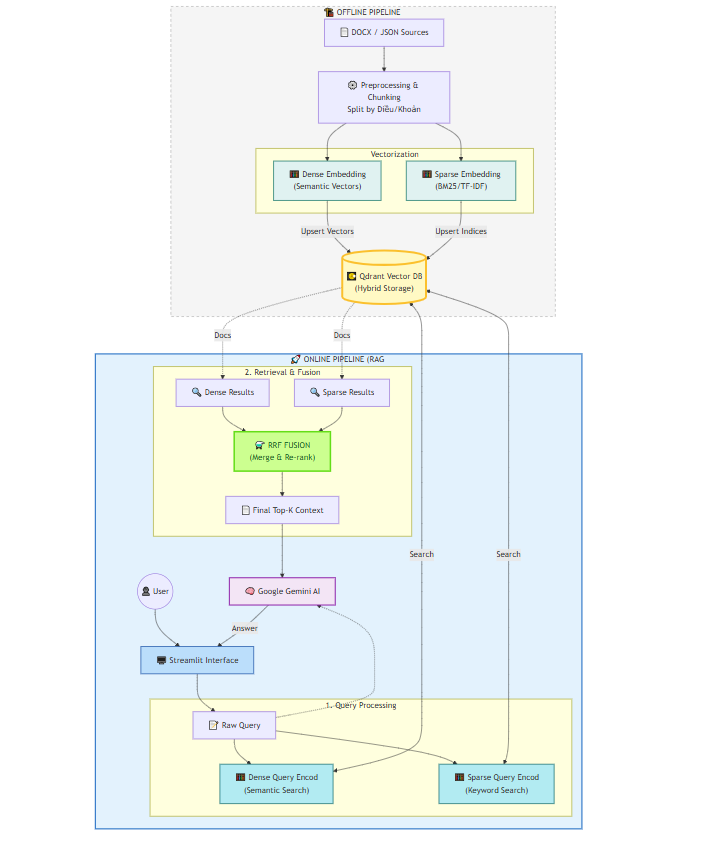 OFFLINE PIPELINE
DOCX / JSON Sources
Preprocessing &
Chunking
Split by Điều/Khoản
Vectorization
Dense Embedding
(Semantic Vectors)
Sparse Embedding
(BM25/TF-IDF)
Upsert Vectors
Upsert Indices
Qdrant Vector DB
(Hybrid Storage)
Docs
Docs
ONLINE PIPELINE (RAG
2. Retrieval & Fusion
Dense Results
Sparse Results
RRF FUSION
(Merge & Re-rank)
Final Top-K Context
Search
Search
User
Google Gemini AI
Answer
Streamlit Interface
1. Query Processing
Raw Query
Dense Query Encod
(Semantic Search)
Sparse Query Encod
(Keyword Search)